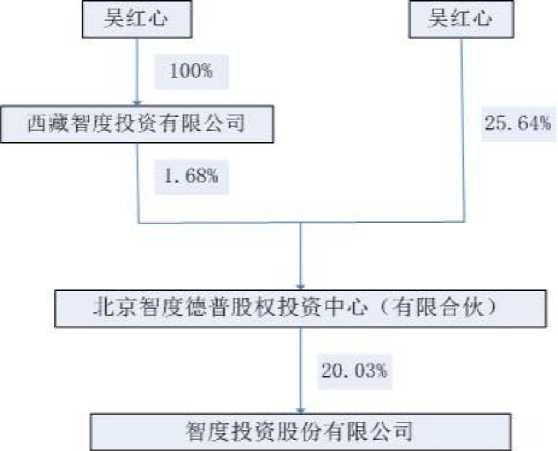 吴红心
吴红心
100%
西藏智度投资有限公司
25.64%
1.68%
北京智度德普股权投资中心（有限合伙）
20.03%
智度投资股份有限公司